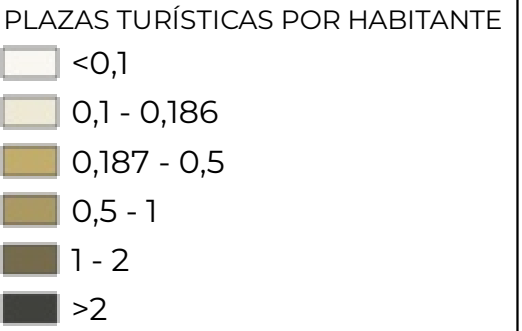 PLAZAS TURÍSTICAS POR HABITANTE
<0,1
0,1 - 0,186
0,187 - 0,5
0,5 - 1
1 - 2
>2